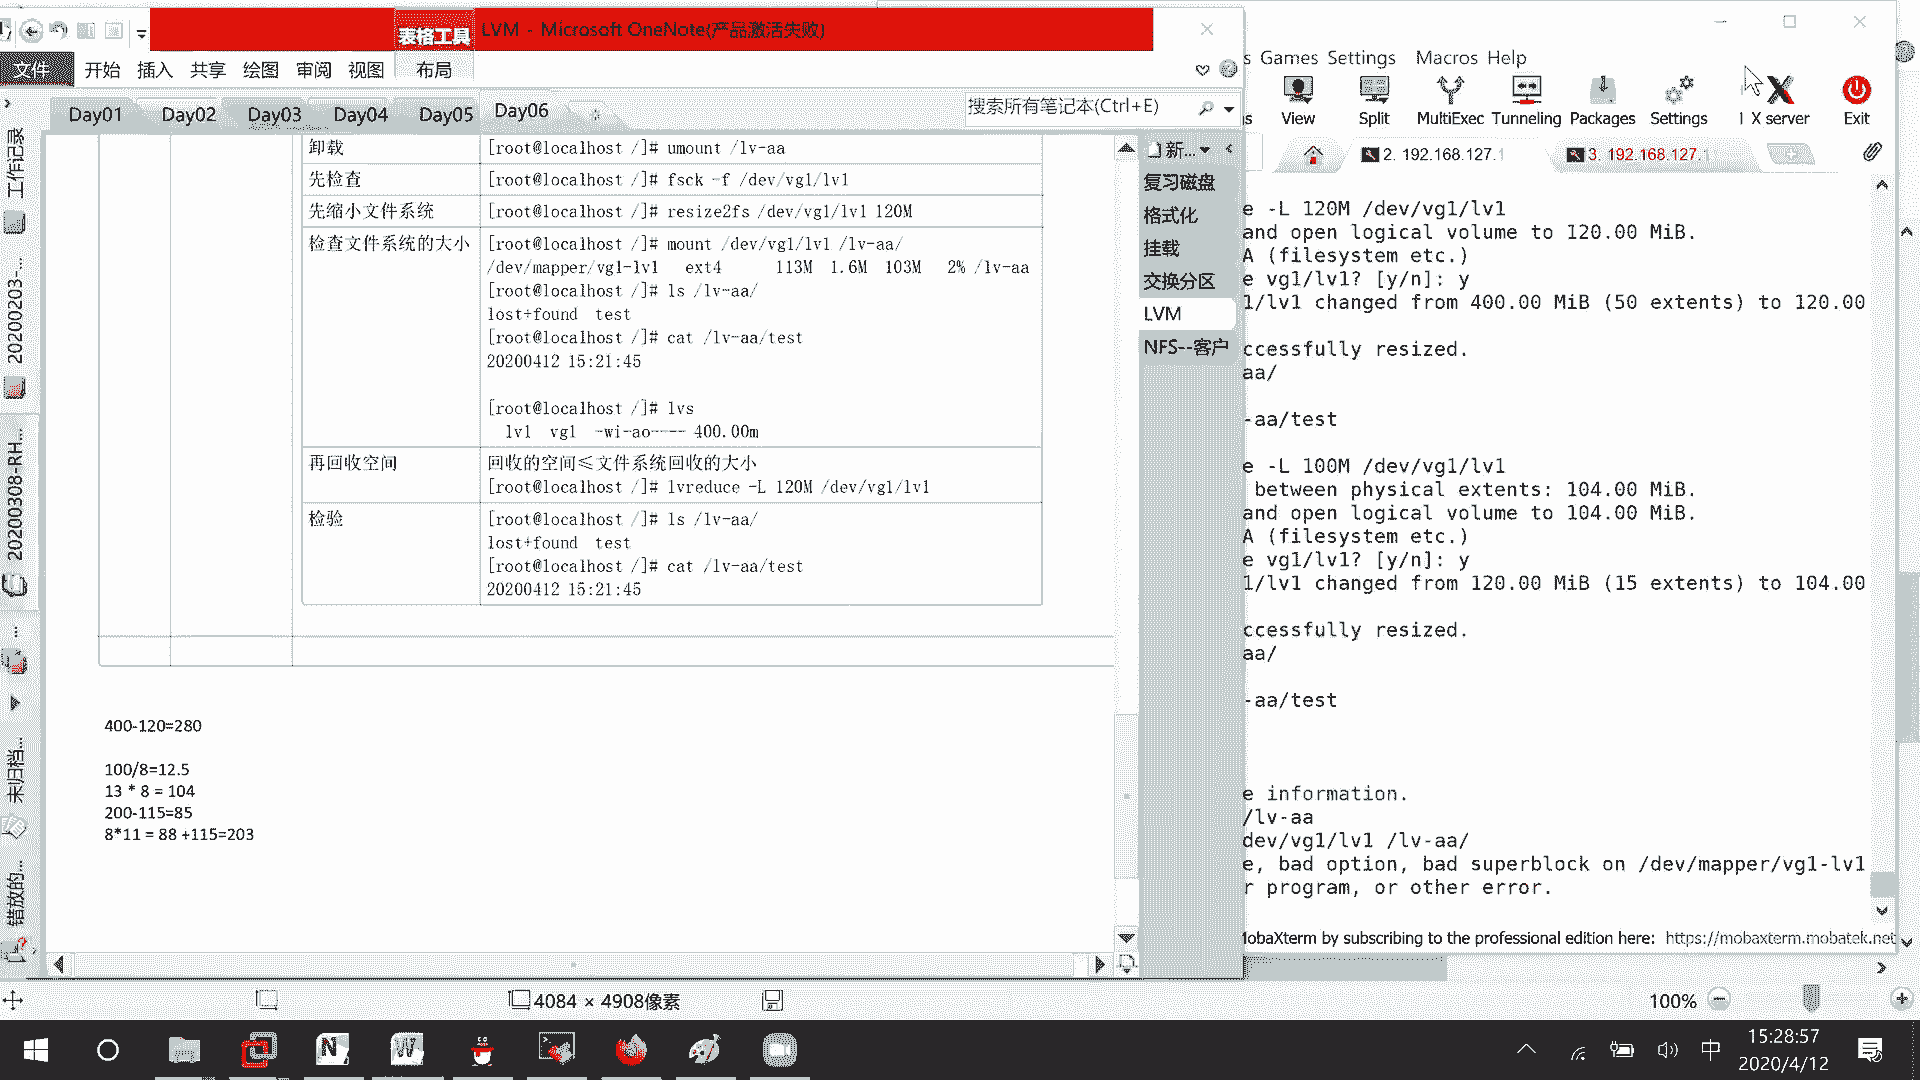 表格工具
LVM - Microsoft OneNote(产品激活失败)
文件 开始 插入 共享 绘图 审阅 视图 布局
Day01 Day02 Day03 Day04 Day05 Day06
搜索所有笔记本(Ctrl+E)
工作记录
20200203-...
20200308-RH...
...
未归档...
错放的...
卸载 [root@localhost /]# umount /lv-aa
先检查 [root@localhost /]# fsck -f /dev/vg1/lv1
先缩小文件系统 [root@localhost /]# resize2fs /dev/vg1/lv1 120M
检查文件系统的大小 [root@localhost /]# mount /dev/vg1/lv1 /lv-aa/
/dev/mapper/vg1-lv1 ext4 113M 1.6M 103M 2% /lv-aa
[root@localhost /]# ls /lv-aa/
lost+found test
[root@localhost /]# cat /lv-aa/test
20200412 15:21:45
[root@localhost /]# lvs
lv1 vg1 -wi-ao---- 400.00m
再回收空间 回收的空间≤文件系统回收的大小
[root@localhost /]# lvreduce -L 120M /dev/vg1/lv1
检验 [root@localhost /]# ls /lv-aa/
lost+found test
[root@localhost /]# cat /lv-aa/test
20200412 15:21:45
400-120=280
100/8=12.5
13 * 8 = 104
200-115=85
8*11 = 88 +115=203
新...
复习磁盘
格式化
挂载
交换分区
LVM
NFS--客户
s Games Settings Macros Help
s View Split MultiExec Tunneling Packages Settings X server Exit
2. 192.168.127.1 3. 192.168.127.1
e -L 120M /dev/vg1/lv1
and open logical volume to 120.00 MiB.
A (filesystem etc.)
e vg1/lv1? [y/n]: y
1/lv1 changed from 400.00 MiB (50 extents) to 120.00
ccessfully resized.
aa/
-aa/test
e -L 100M /dev/vg1/lv1
between physical extents: 104.00 MiB.
and open logical volume to 104.00 MiB.
A (filesystem etc.)
e vg1/lv1? [y/n]: y
1/lv1 changed from 120.00 MiB (15 extents) to 104.00
ccessfully resized.
aa/
-aa/test
e information.
/lv-aa
dev/vg1/lv1 /lv-aa/
e, bad option, bad superblock on /dev/mapper/vg1-lv1
r program, or other error.
MobaXterm by subscribing to the professional edition here: https://mobaxterm.mobatek.net
4084 × 4908像素
100%
中
15:28:57
2020/4/12